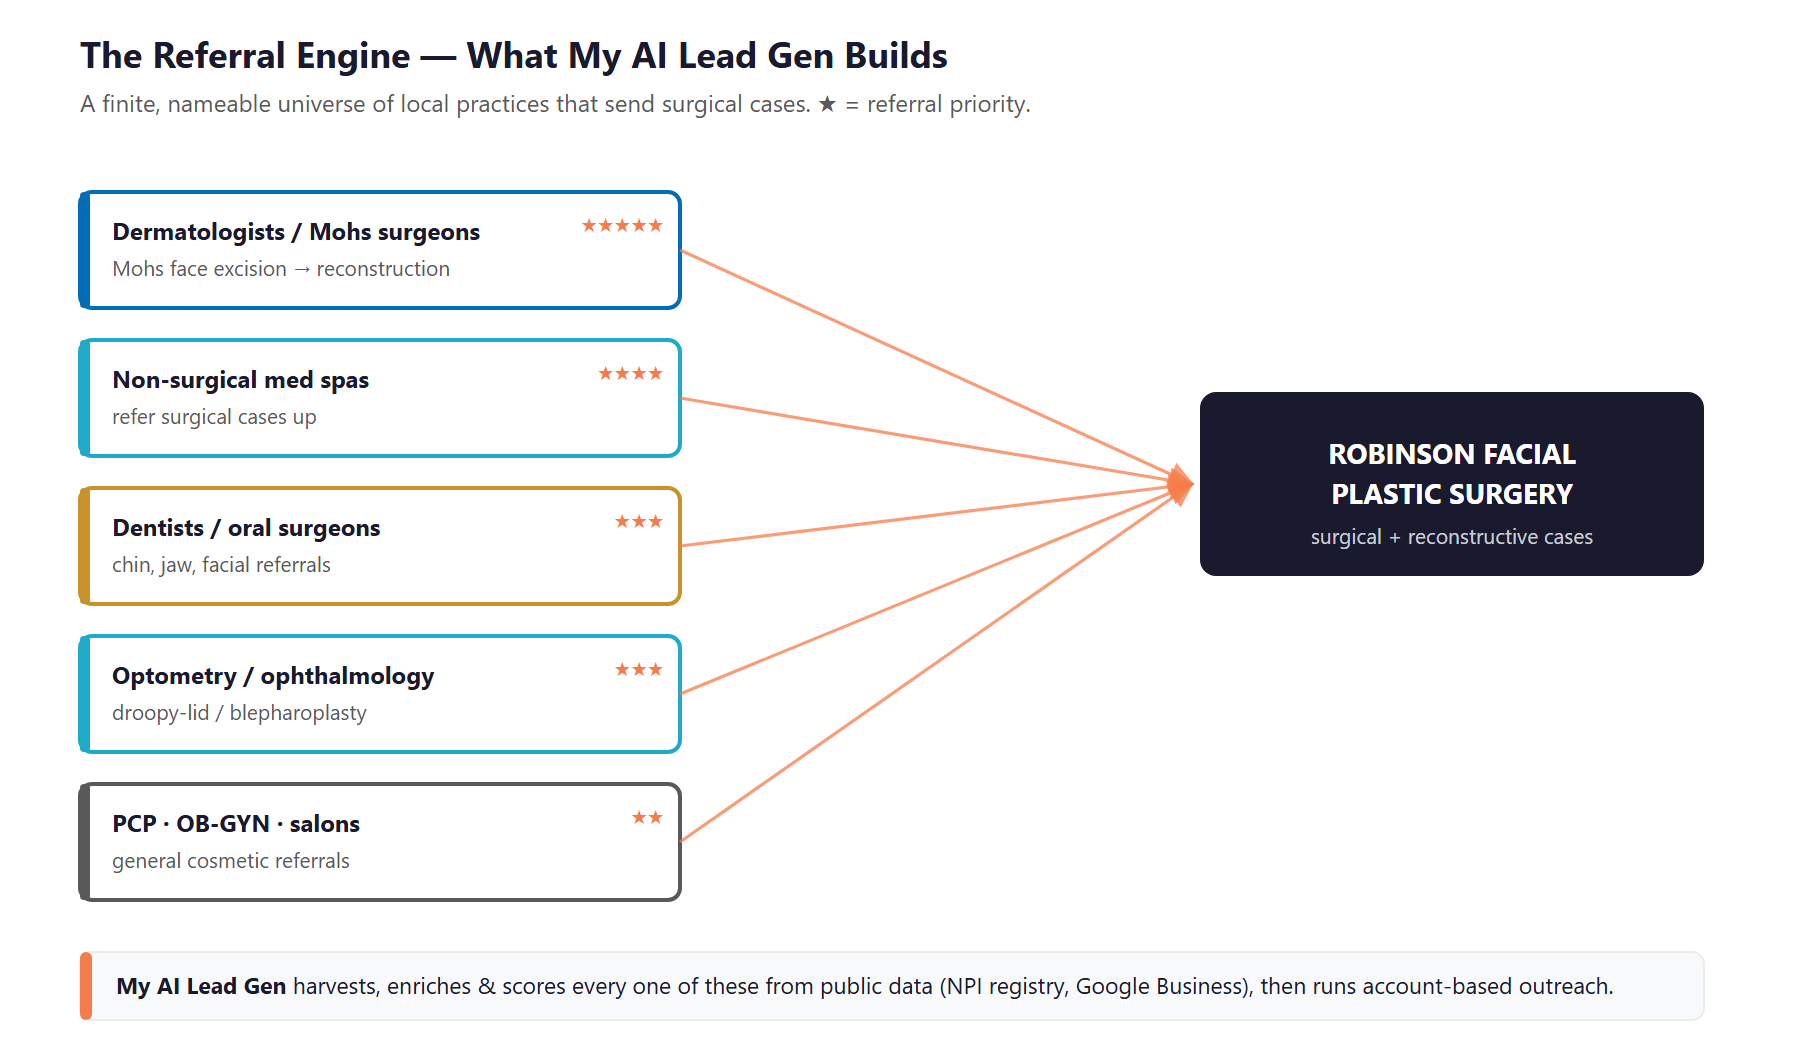 The Referral Engine — What My AI Lead Gen Builds
A finite, nameable universe of local practices that send surgical cases. ★ = referral priority.
Dermatologists / Mohs surgeons ★★★★★
Mohs face excision → reconstruction
Non-surgical med spas ★★★★
refer surgical cases up
Dentists / oral surgeons ★★★
chin, jaw, facial referrals
Optometry / ophthalmology ★★★
droopy-lid / blepharoplasty
PCP · OB-GYN · salons ★★
general cosmetic referrals
ROBINSON FACIAL
PLASTIC SURGERY
surgical + reconstructive cases
My AI Lead Gen harvests, enriches & scores every one of these from public data (NPI registry, Google Business), then runs account-based outreach.